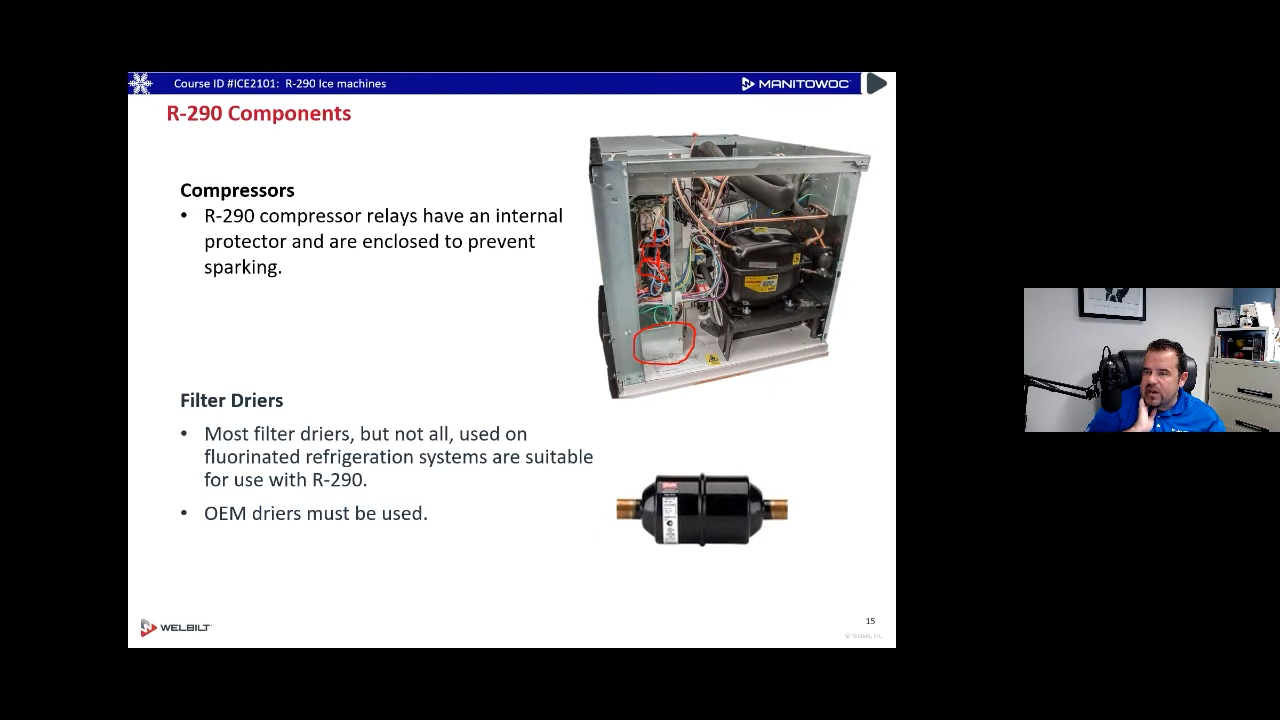 Course ID #ICE2101: R-290 Ice machines
MANITOWOC
R-290 Components
Compressors
• R-290 compressor relays have an internal
protector and are enclosed to prevent
sparking.
Filter Driers
• Most filter driers, but not all, used on
fluorinated refrigeration systems are suitable
for use with R-290.
• OEM driers must be used.
WELBILT
15
© Welbilt, Inc.